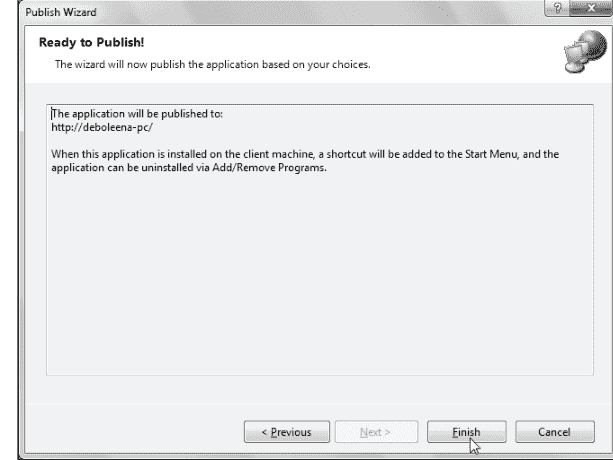 Publish Wizard
Ready to Publish!
The wizard will now publish the application based on your choices.
The application will be published to:
http://deboleena-pc/
When this application is installed on the client machine, a shortcut will be added to the Start Menu, and the
application can be uninstalled via Add/Remove Programs.
< Previous Next > Finish Cancel